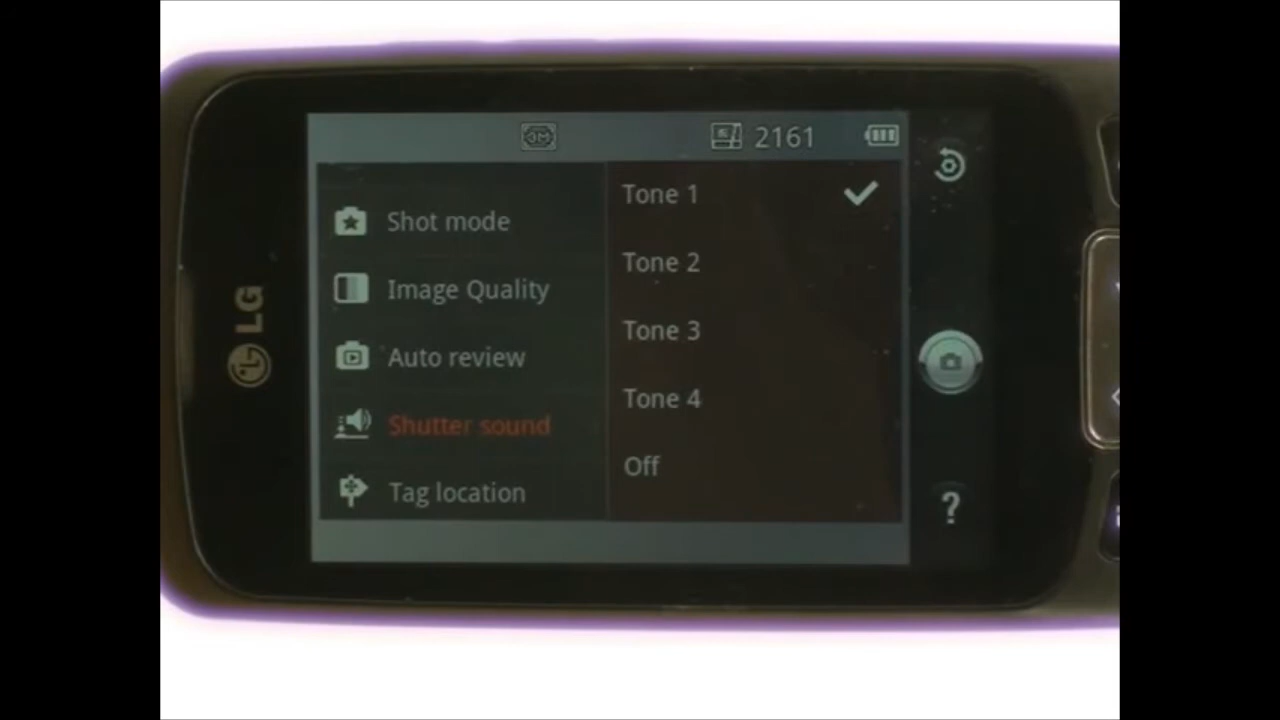 3M
2161
Shot mode
Image Quality
Auto review
Shutter sound
Tag location
Tone 1
Tone 2
Tone 3
Tone 4
Off
?
LG